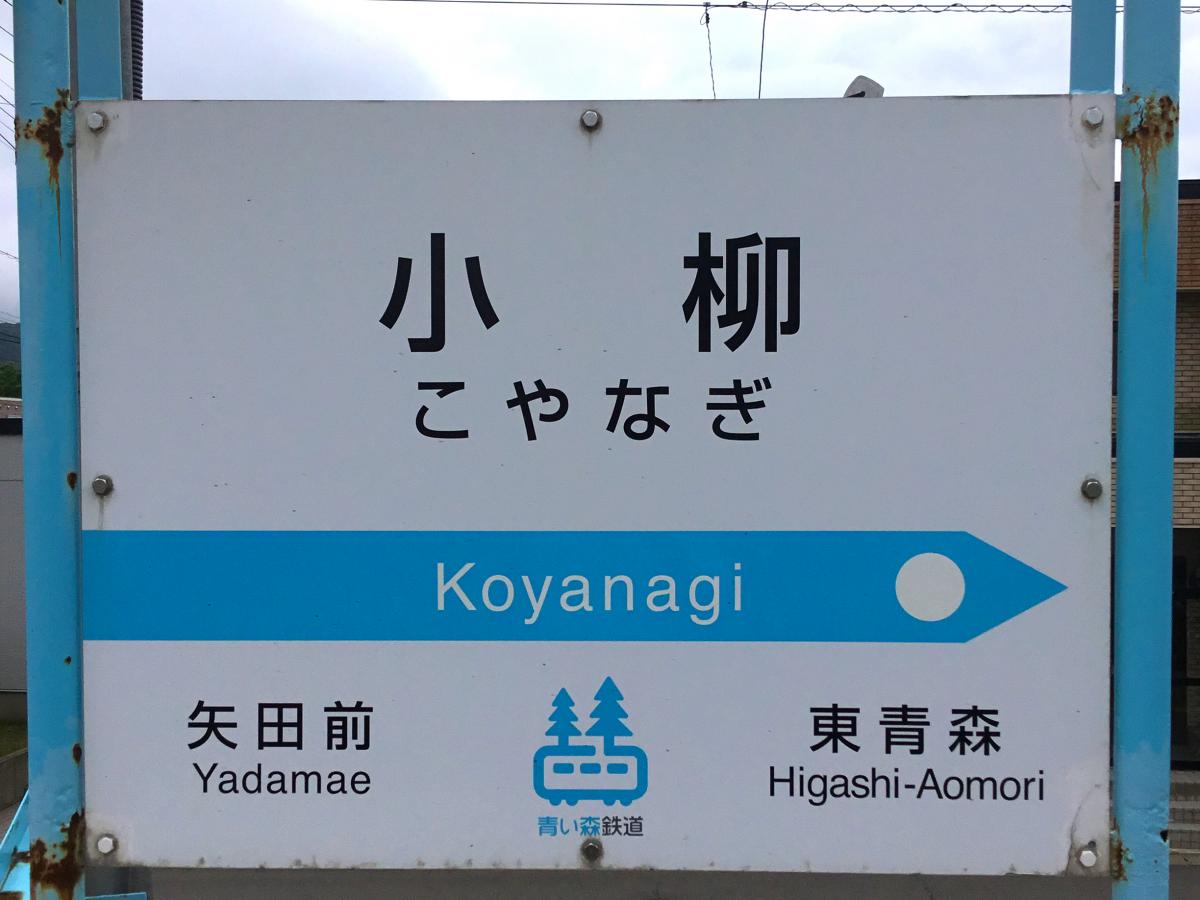 小柳
こやなぎ
Koyanagi
矢田前
Yadamae
東青森
Higashi-Aomori
青い森鉄道